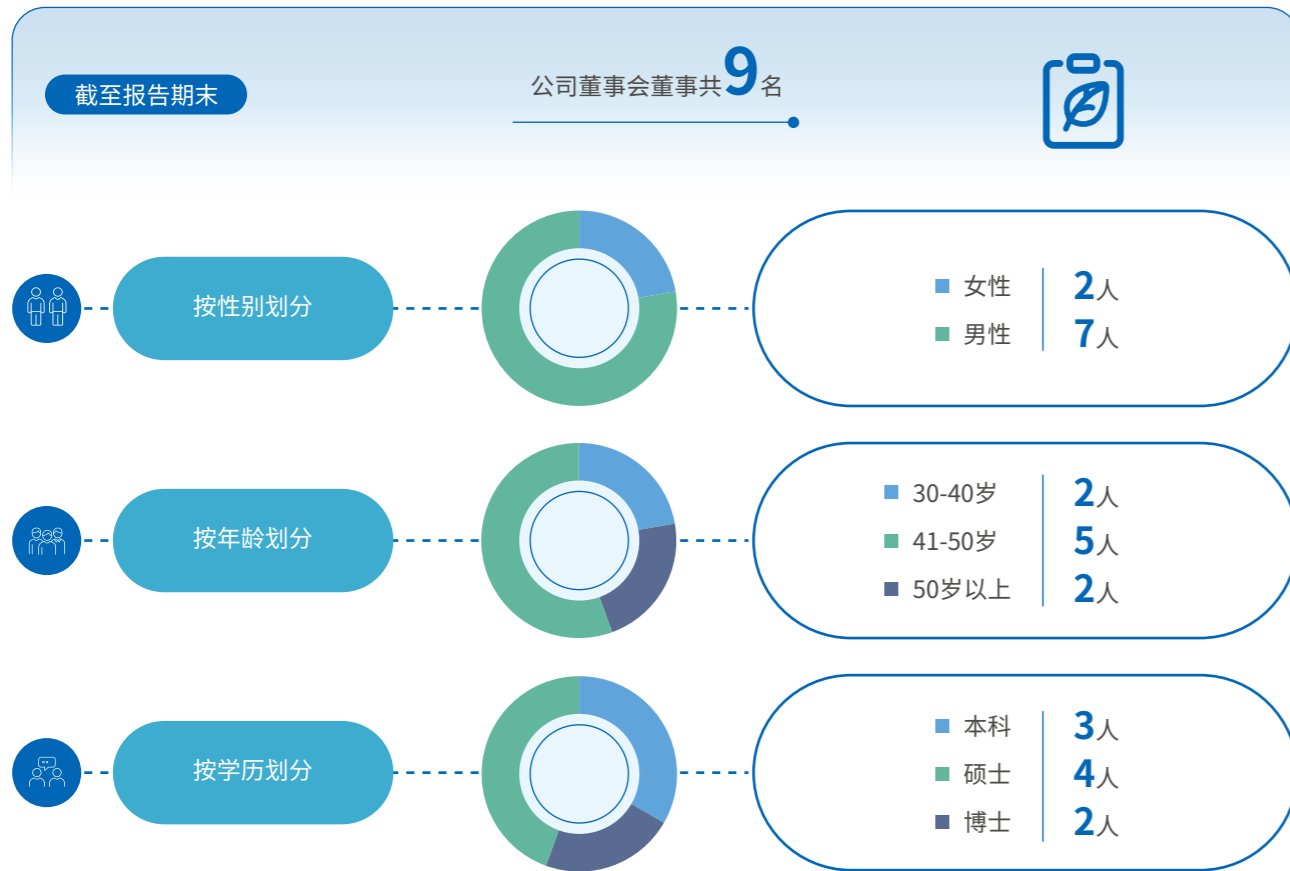 截至报告期末
公司董事会董事共9名
按性别划分
女性 2人
男性 7人
按年龄划分
30-40岁 2人
41-50岁 5人
50岁以上 2人
按学历划分
本科 3人
硕士 4人
博士 2人